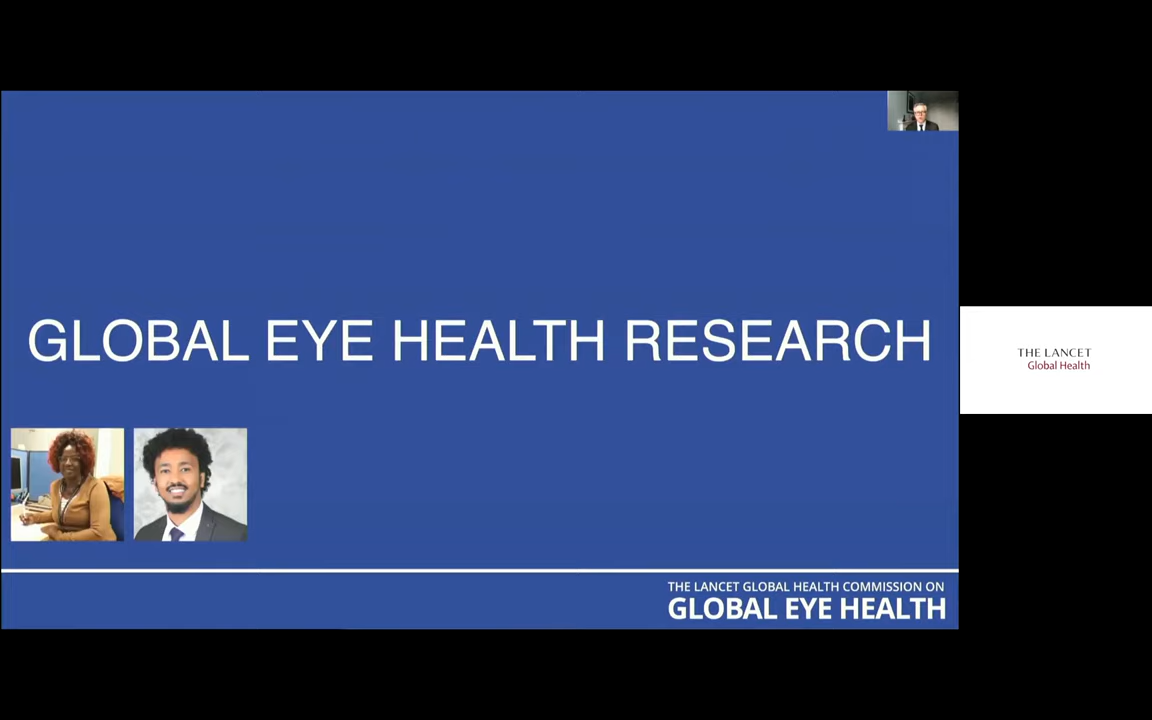 GLOBAL EYE HEALTH RESEARCH
THE LANCET
Global Health
THE LANCET GLOBAL HEALTH COMMISSION ON
GLOBAL EYE HEALTH